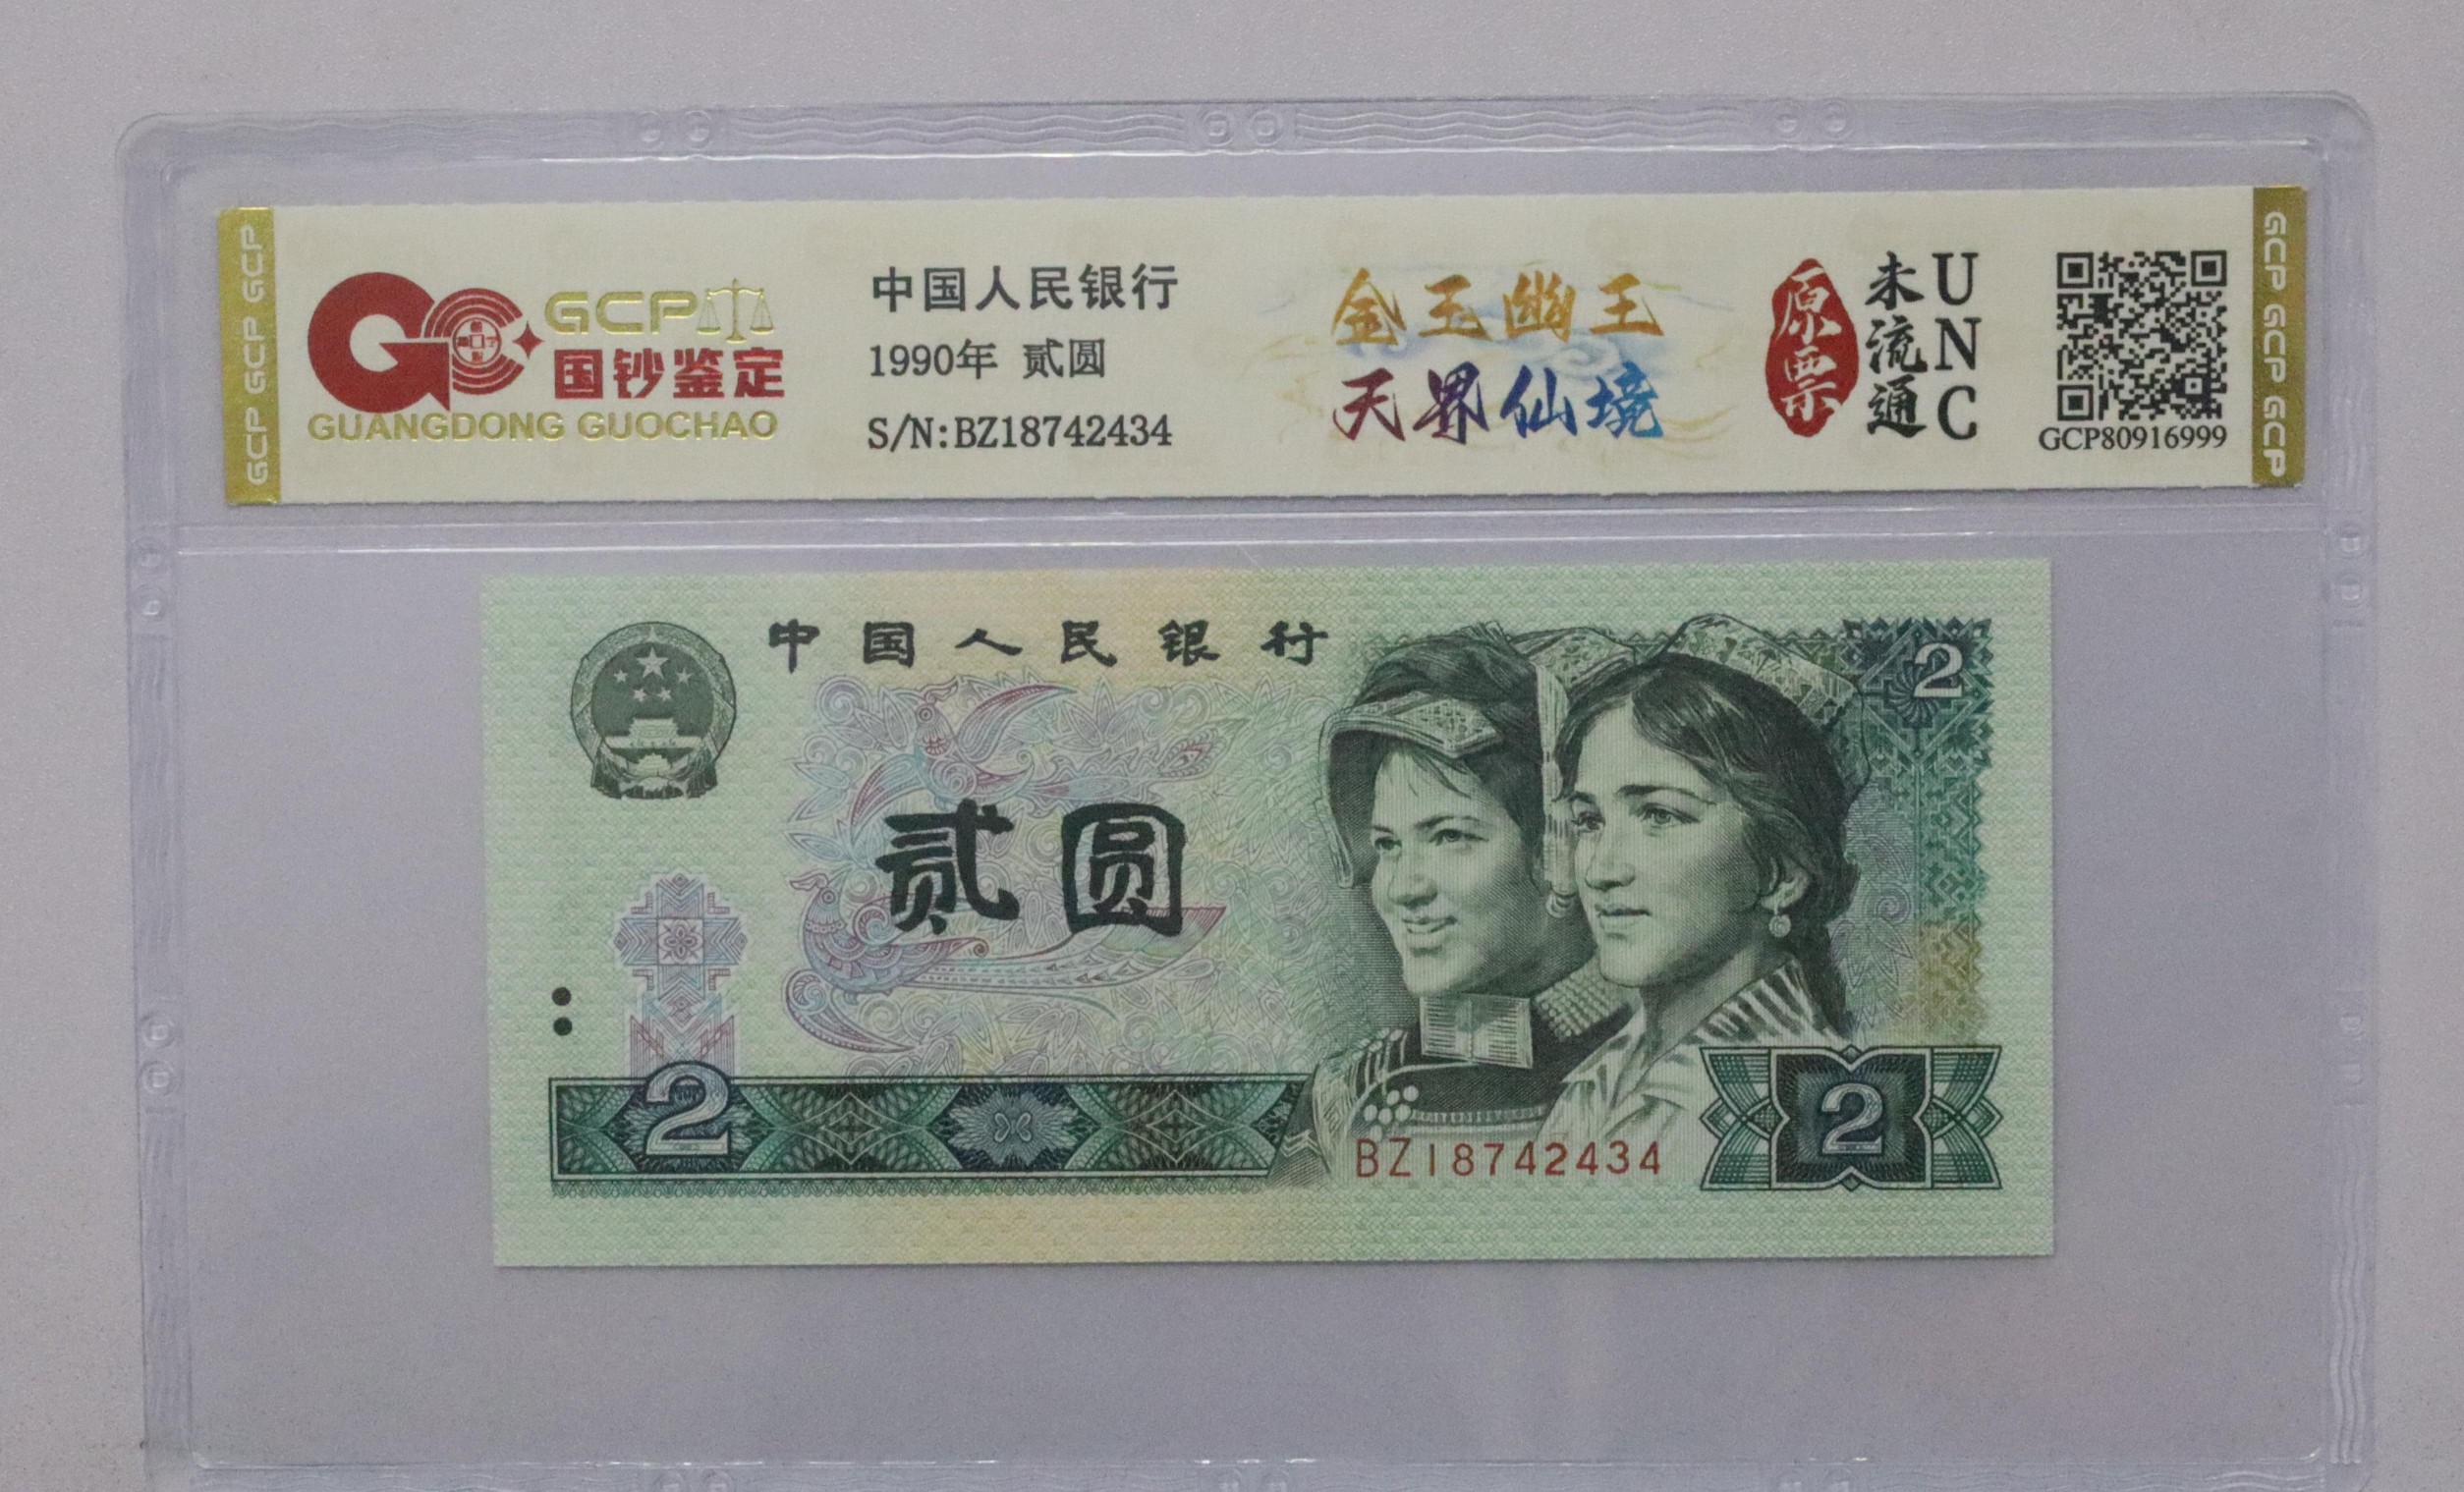 GCP GCP GCP
GCP
国钞鉴定
GUANGDONG GUOCHAO
中国人民银行
1990年 贰圆
S/N:BZ18742434
金玉幽王
天界仙境
原票
未流通
UNC
GCP80916999
GCP GCP GCP
中国人民银行
2
贰圆
2
BZ18742434
2